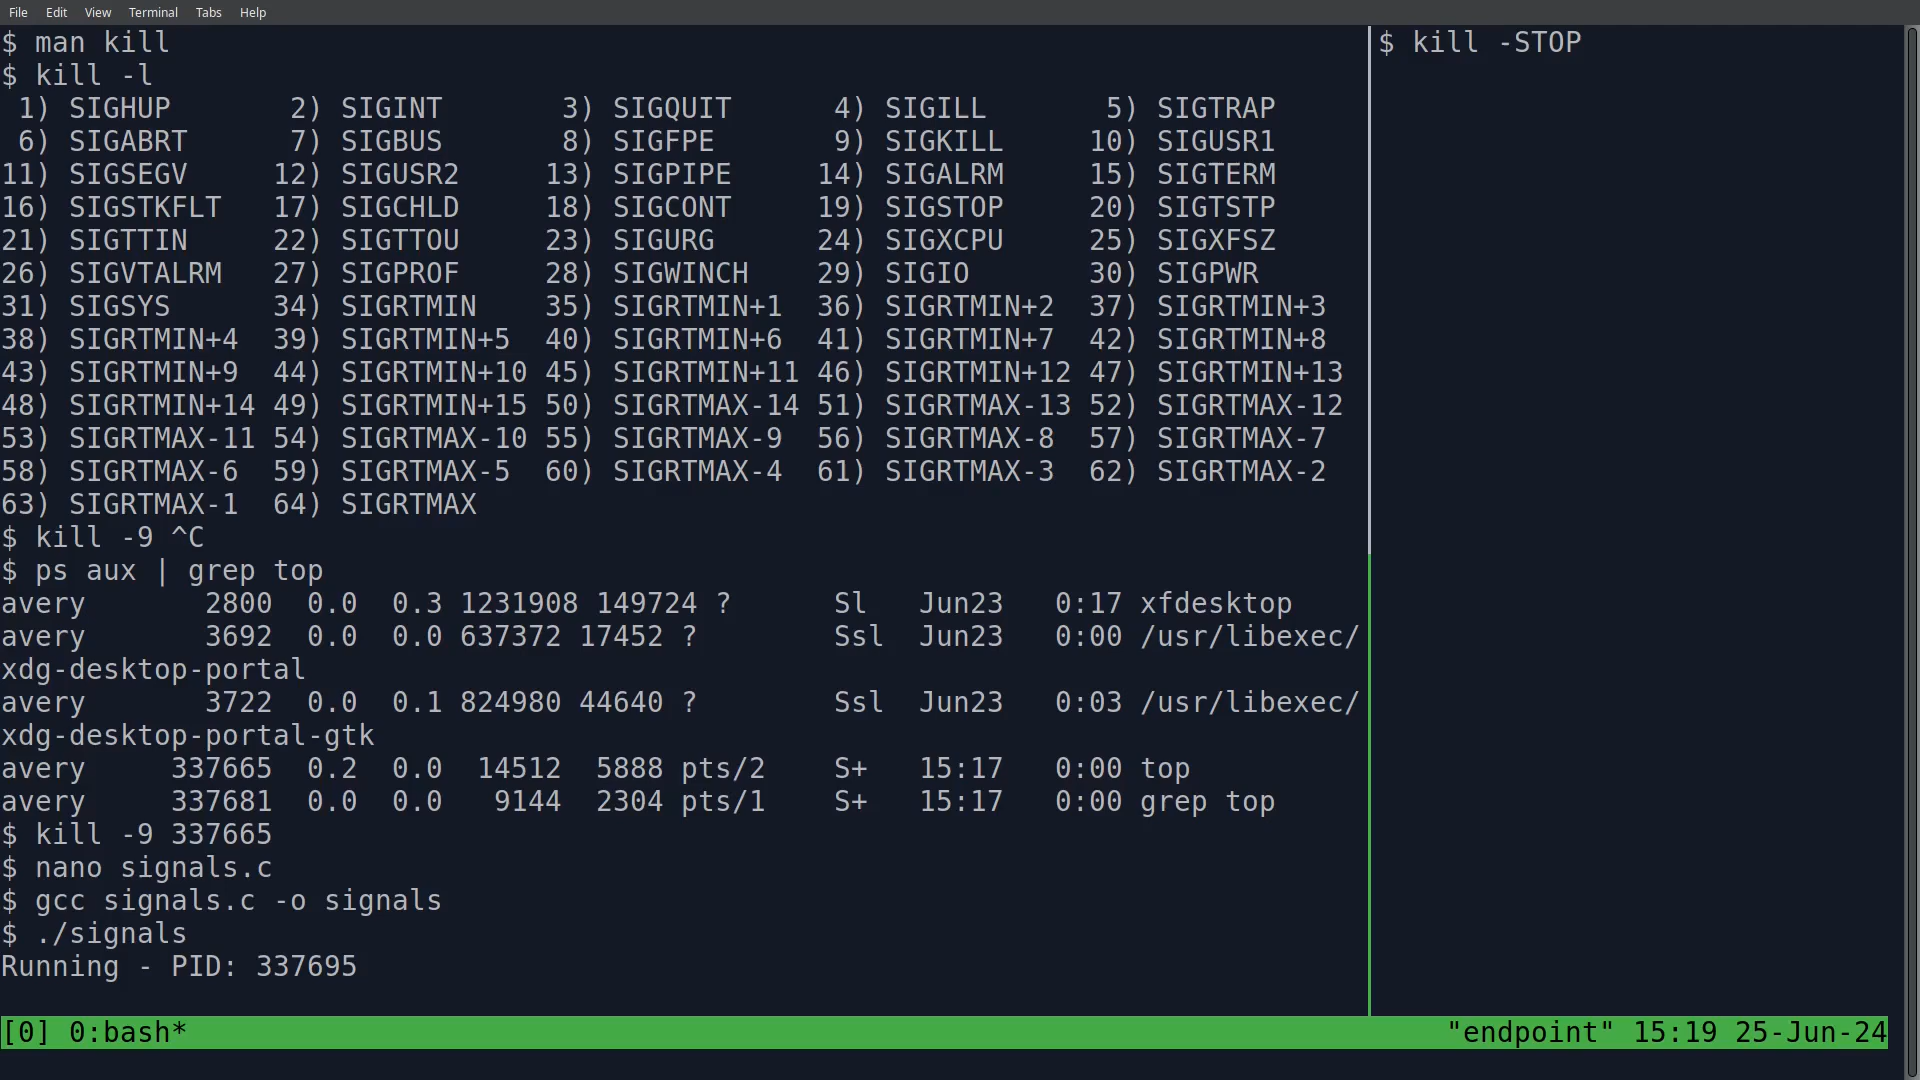 File Edit View Terminal Tabs Help
$ man kill
$ kill -l
 1) SIGHUP       2) SIGINT       3) SIGQUIT      4) SIGILL       5) SIGTRAP
 6) SIGABRT      7) SIGBUS       8) SIGFPE       9) SIGKILL     10) SIGUSR1
11) SIGSEGV     12) SIGUSR2     13) SIGPIPE     14) SIGALRM     15) SIGTERM
16) SIGSTKFLT   17) SIGCHLD     18) SIGCONT     19) SIGSTOP     20) SIGTSTP
21) SIGTTIN     22) SIGTTOU     23) SIGURG      24) SIGXCPU     25) SIGXFSZ
26) SIGVTALRM   27) SIGPROF     28) SIGWINCH    29) SIGIO       30) SIGPWR
31) SIGSYS      34) SIGRTMIN    35) SIGRTMIN+1  36) SIGRTMIN+2  37) SIGRTMIN+3
38) SIGRTMIN+4  39) SIGRTMIN+5  40) SIGRTMIN+6  41) SIGRTMIN+7  42) SIGRTMIN+8
43) SIGRTMIN+9  44) SIGRTMIN+10 45) SIGRTMIN+11 46) SIGRTMIN+12 47) SIGRTMIN+13
48) SIGRTMIN+14 49) SIGRTMIN+15 50) SIGRTMAX-14 51) SIGRTMAX-13 52) SIGRTMAX-12
53) SIGRTMAX-11 54) SIGRTMAX-10 55) SIGRTMAX-9  56) SIGRTMAX-8  57) SIGRTMAX-7
58) SIGRTMAX-6  59) SIGRTMAX-5  60) SIGRTMAX-4  61) SIGRTMAX-3  62) SIGRTMAX-2
63) SIGRTMAX-1  64) SIGRTMAX
$ kill -9 ^C
$ ps aux | grep top
avery       2800  0.0  0.3 1231908 149724 ?      Sl   Jun23   0:17 xfdesktop
avery       3692  0.0  0.0 637372 17452 ?        Ssl  Jun23   0:00 /usr/libexec/
xdg-desktop-portal
avery       3722  0.0  0.1 824980 44640 ?        Ssl  Jun23   0:03 /usr/libexec/
xdg-desktop-portal-gtk
avery     337665  0.2  0.0  14512  5888 pts/2    S+   15:17   0:00 top
avery     337681  0.0  0.0   9144  2304 pts/1    S+   15:17   0:00 grep top
$ kill -9 337665
$ nano signals.c
$ gcc signals.c -o signals
$ ./signals
Running - PID: 337695
$ kill -STOP
[0] 0:bash* "endpoint" 15:19 25-Jun-24